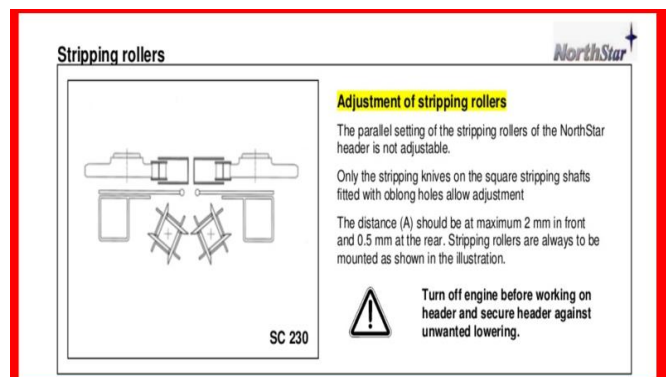 Stripping rollers
NorthStar
Adjustment of stripping rollers
The parallel setting of the stripping rollers of the NorthStar
header is not adjustable.
Only the stripping knives on the square stripping shafts
fitted with oblong holes allow adjustment
The distance (A) should be at maximum 2 mm in front
and 0.5 mm at the rear. Stripping rollers are always to be
mounted as shown in the illustration.
Turn off engine before working on
header and secure header against
unwanted lowering.
SC 230